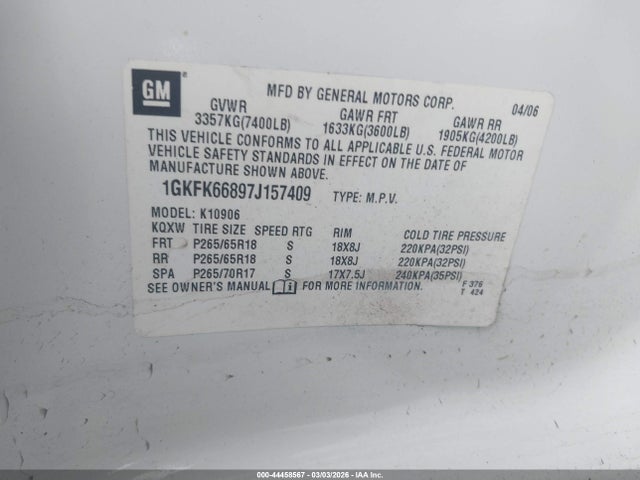 GM
MFD BY GENERAL MOTORS CORP. 04/06
GVWR GAWR FRT GAWR RR
3357KG(7400LB) 1633KG(3600LB) 1905KG(4200LB)
THIS VEHICLE CONFORMS TO ALL APPLICABLE U.S. FEDERAL MOTOR
VEHICLE SAFETY STANDARDS IN EFFECT ON THE DATE OF
MANUFACTURE SHOWN ABOVE.
1GKFK66897J157409 TYPE: M.P.V.
MODEL: K10906
KQXW TIRE SIZE SPEED RTG RIM COLD TIRE PRESSURE
FRT P265/65R18 S 18X8J 220KPA(32PSI)
RR P265/65R18 S 18X8J 220KPA(32PSI)
SPA P265/70R17 S 17X7.5J 240KPA(35PSI)
SEE OWNER'S MANUAL i FOR MORE INFORMATION. F 376
T 424
000-44458567 - 03/03/2026 - IAAI.com